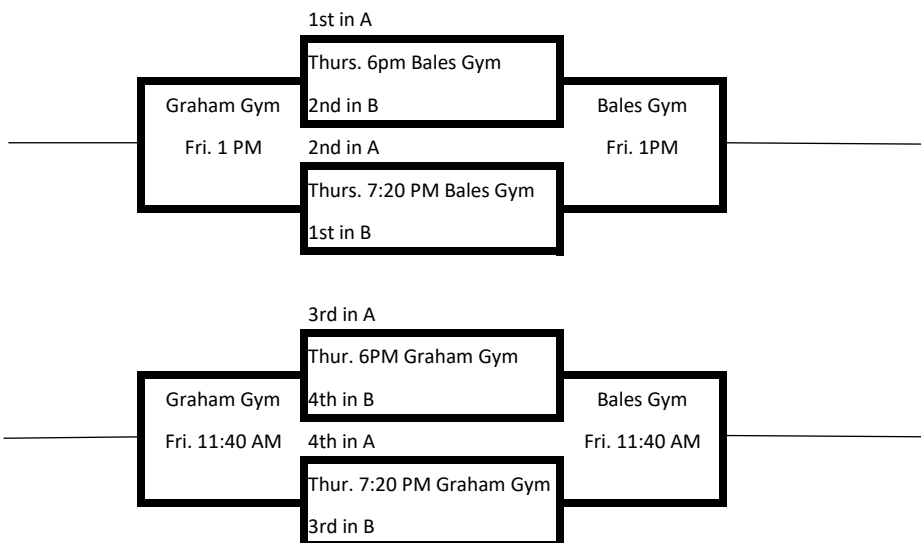 1st in A
Thurs. 6pm Bales Gym
Graham Gym
2nd in B
Bales Gym
Fri. 1 PM
2nd in A
Fri. 1PM
Thurs. 7:20 PM Bales Gym
1st in B
3rd in A
Thur. 6PM Graham Gym
Graham Gym
4th in B
Bales Gym
Fri. 11:40 AM
4th in A
Fri. 11:40 AM
Thur. 7:20 PM Graham Gym
3rd in B